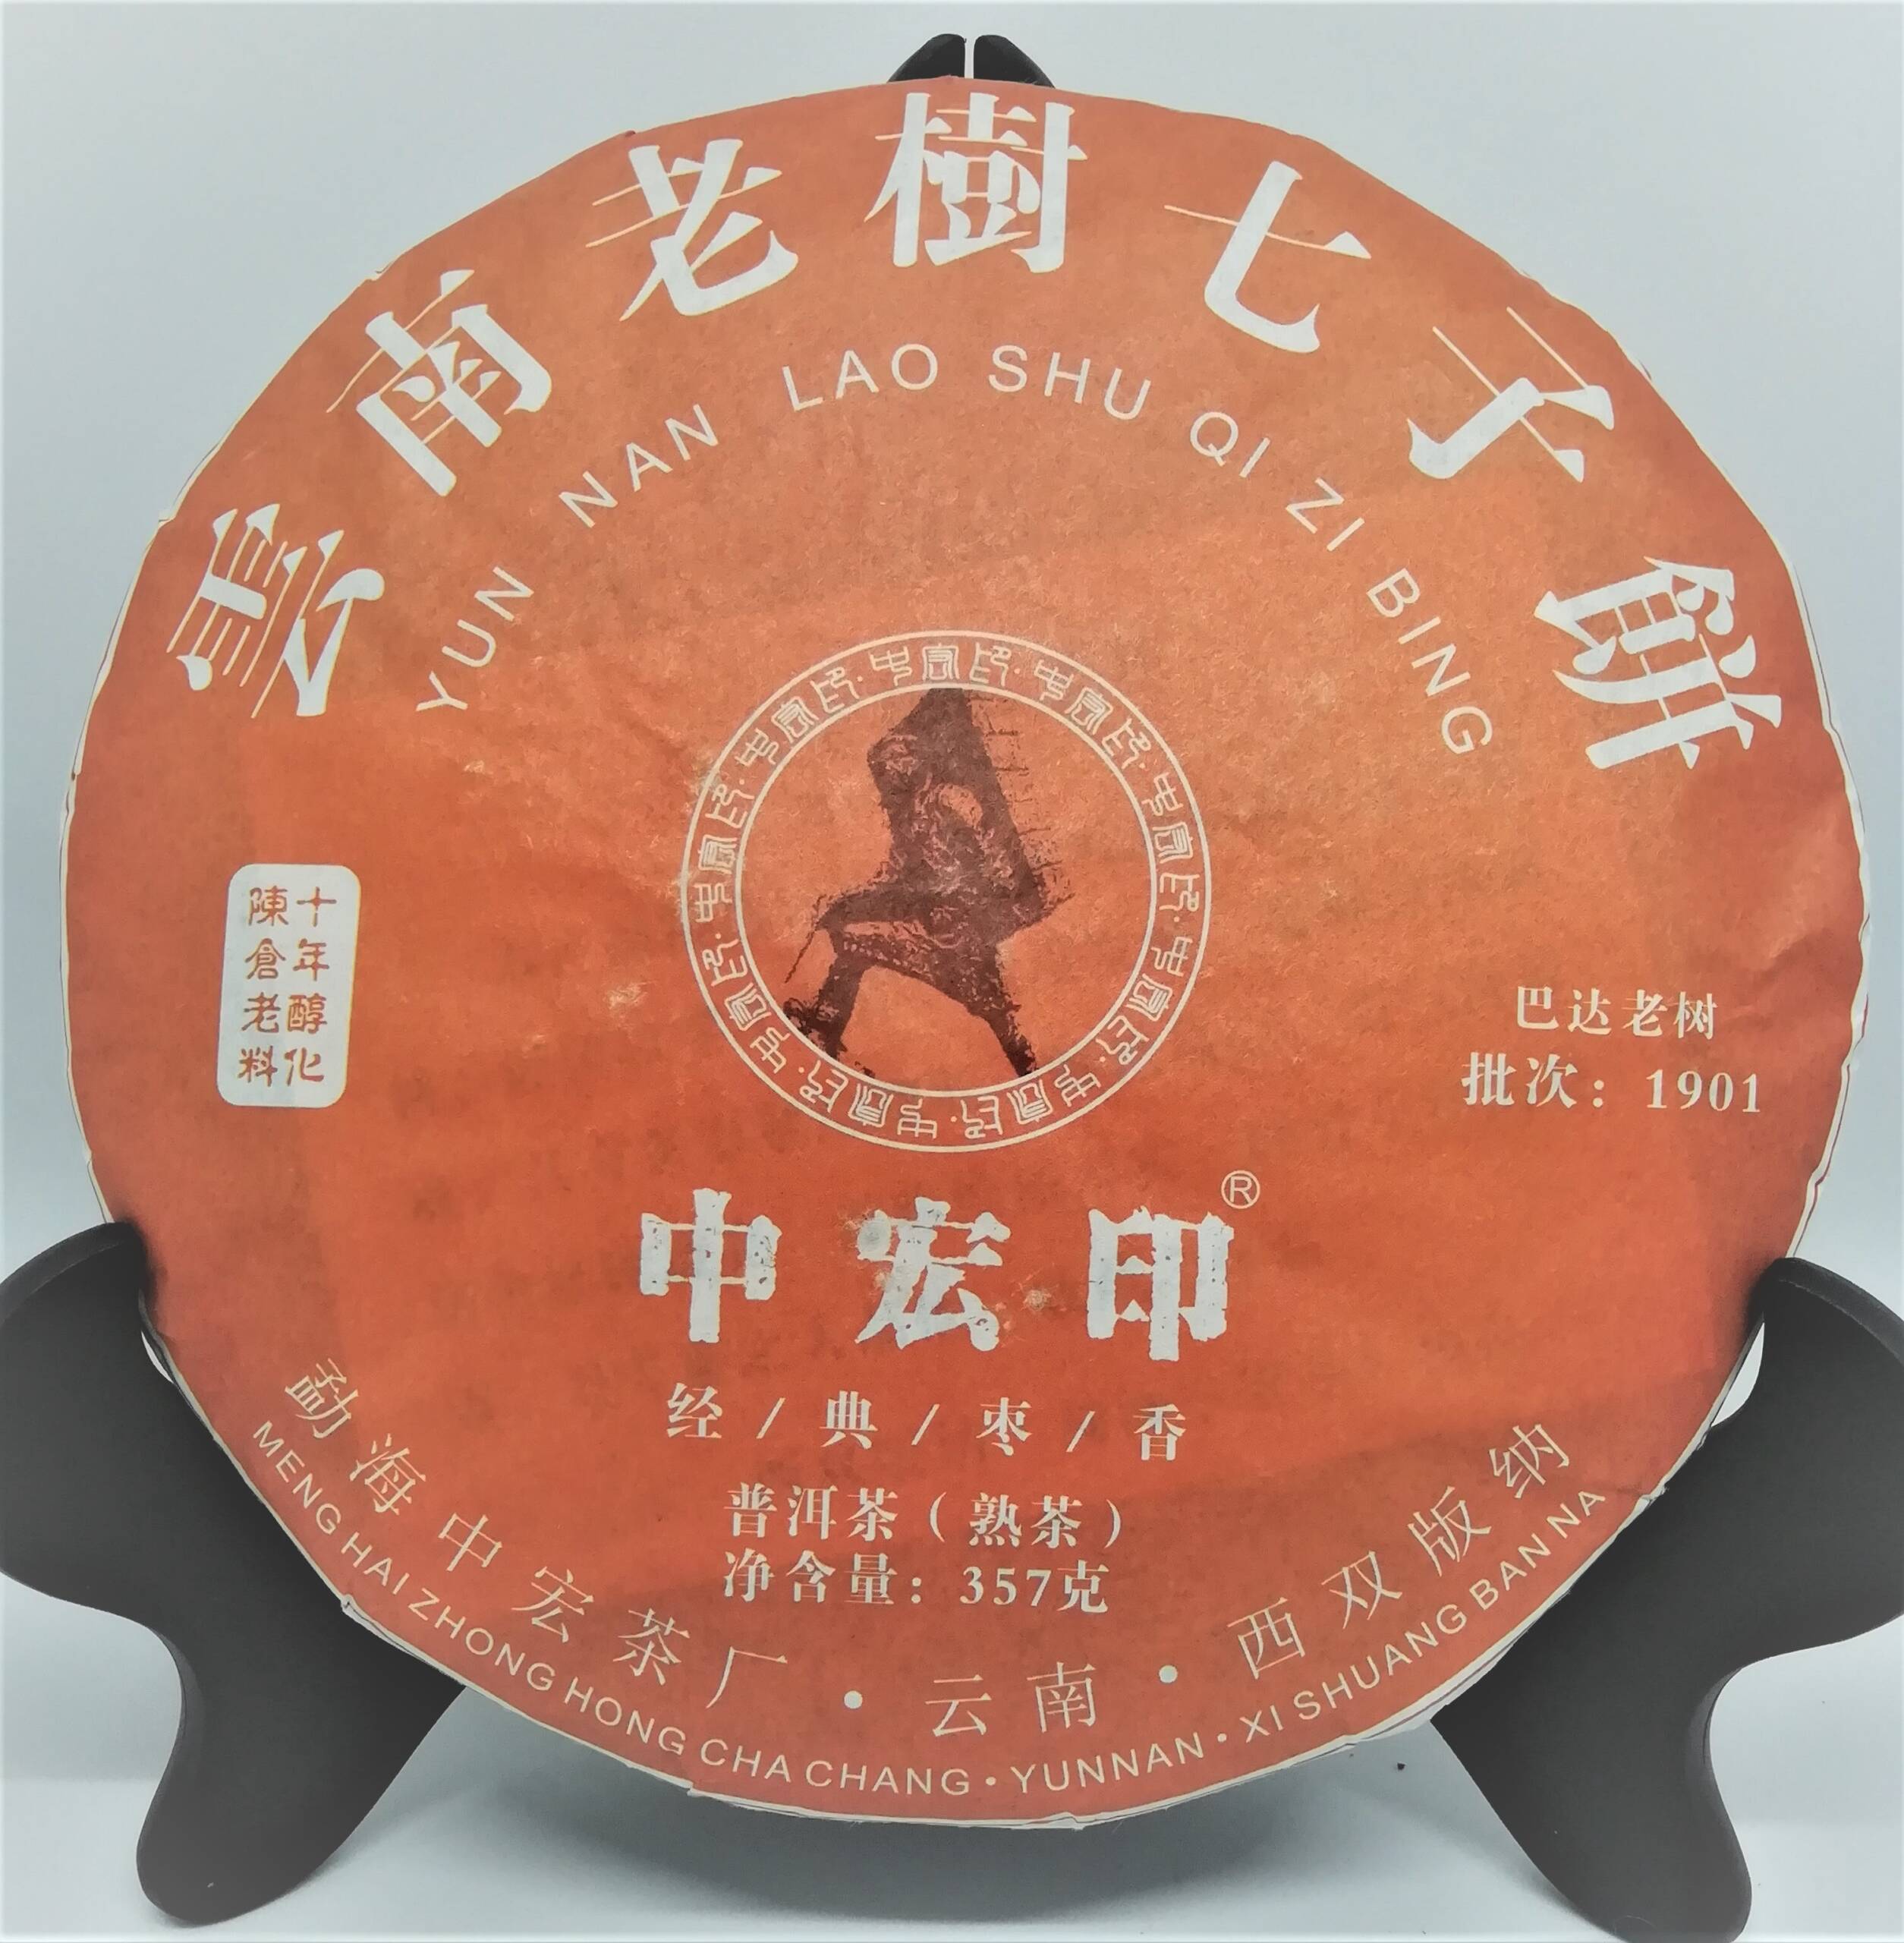 雲南老樹七子餅
YUN NAN LAO SHU QI ZI BING
十年醇化
陳倉老料
巴达老树
批次：1901
中宏印®
经/典/枣/香
普洱茶（熟茶）
净含量：357克
勐海中宏茶厂·云南·西双版纳
MENG HAI ZHONG HONG CHA CHANG·YUNNAN·XI SHUANG BAN NA